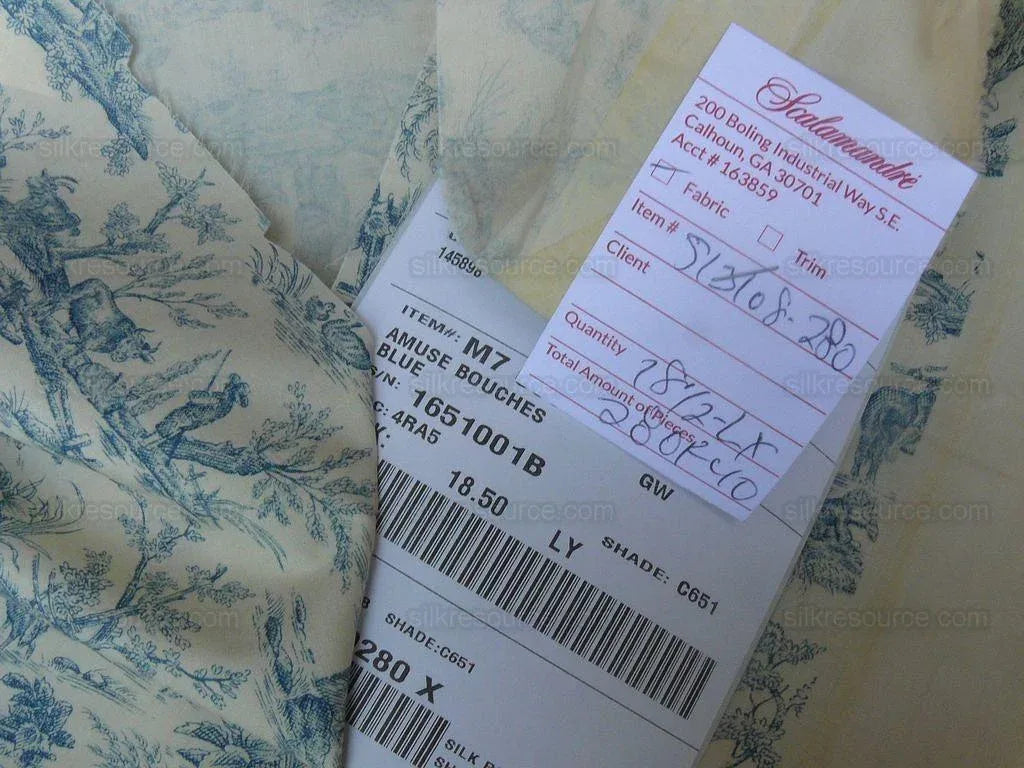 Scalamandré
200 Boling Industrial Way S.E.
Calhoun, GA 30701
Acct # 163859
Fabric
Trim
Item #
Client
Quantity
Total Amount of Pieces
145896
ITEM#: M7
AMUSE BOUCHES
BLUE
S/N: 1651001B
C: 4RA5
GW
18.50 LY SHADE: C651
SHADE:C651
280 X
silkresource.com